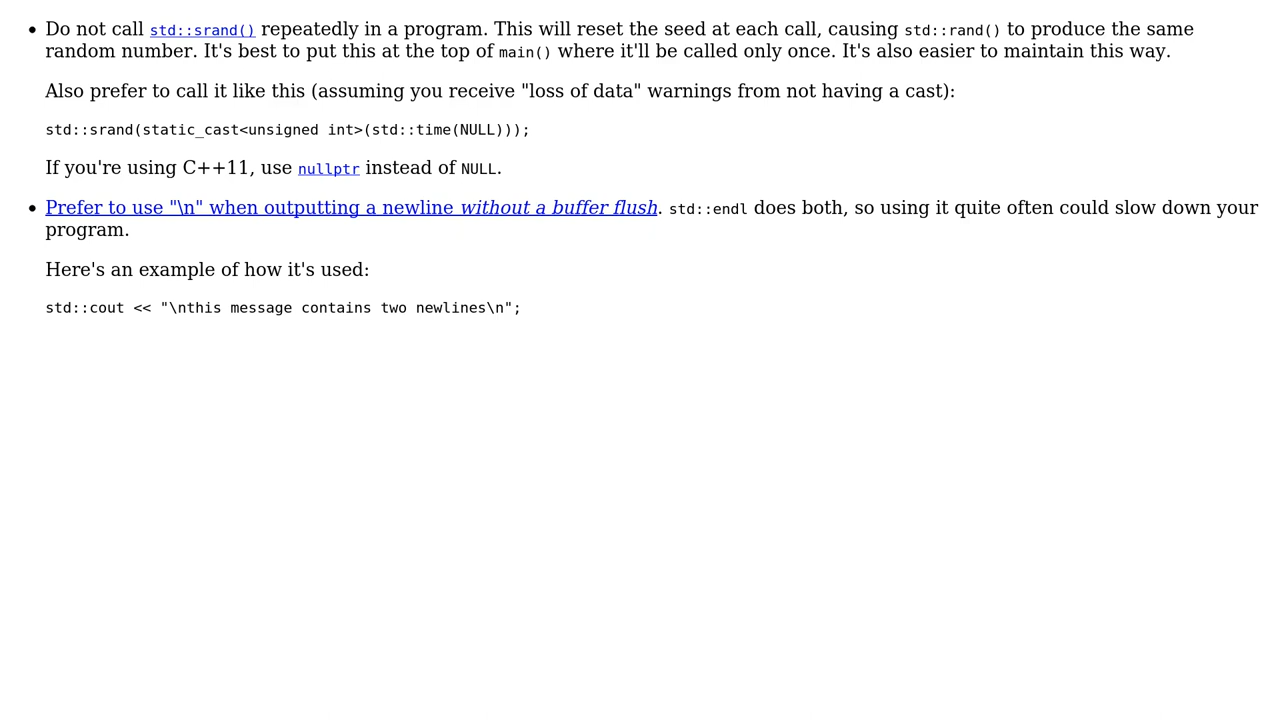 Do not call std::srand() repeatedly in a program. This will reset the seed at each call, causing std::rand() to produce the same
random number. It's best to put this at the top of main() where it'll be called only once. It's also easier to maintain this way.
Also prefer to call it like this (assuming you receive "loss of data" warnings from not having a cast):
std::srand(static_cast<unsigned int>(std::time(NULL)));
If you're using C++11, use nullptr instead of NULL.
Prefer to use "\n" when outputting a newline without a buffer flush. std::endl does both, so using it quite often could slow down your
program.
Here's an example of how it's used:
std::cout << "\nthis message contains two newlines\n";